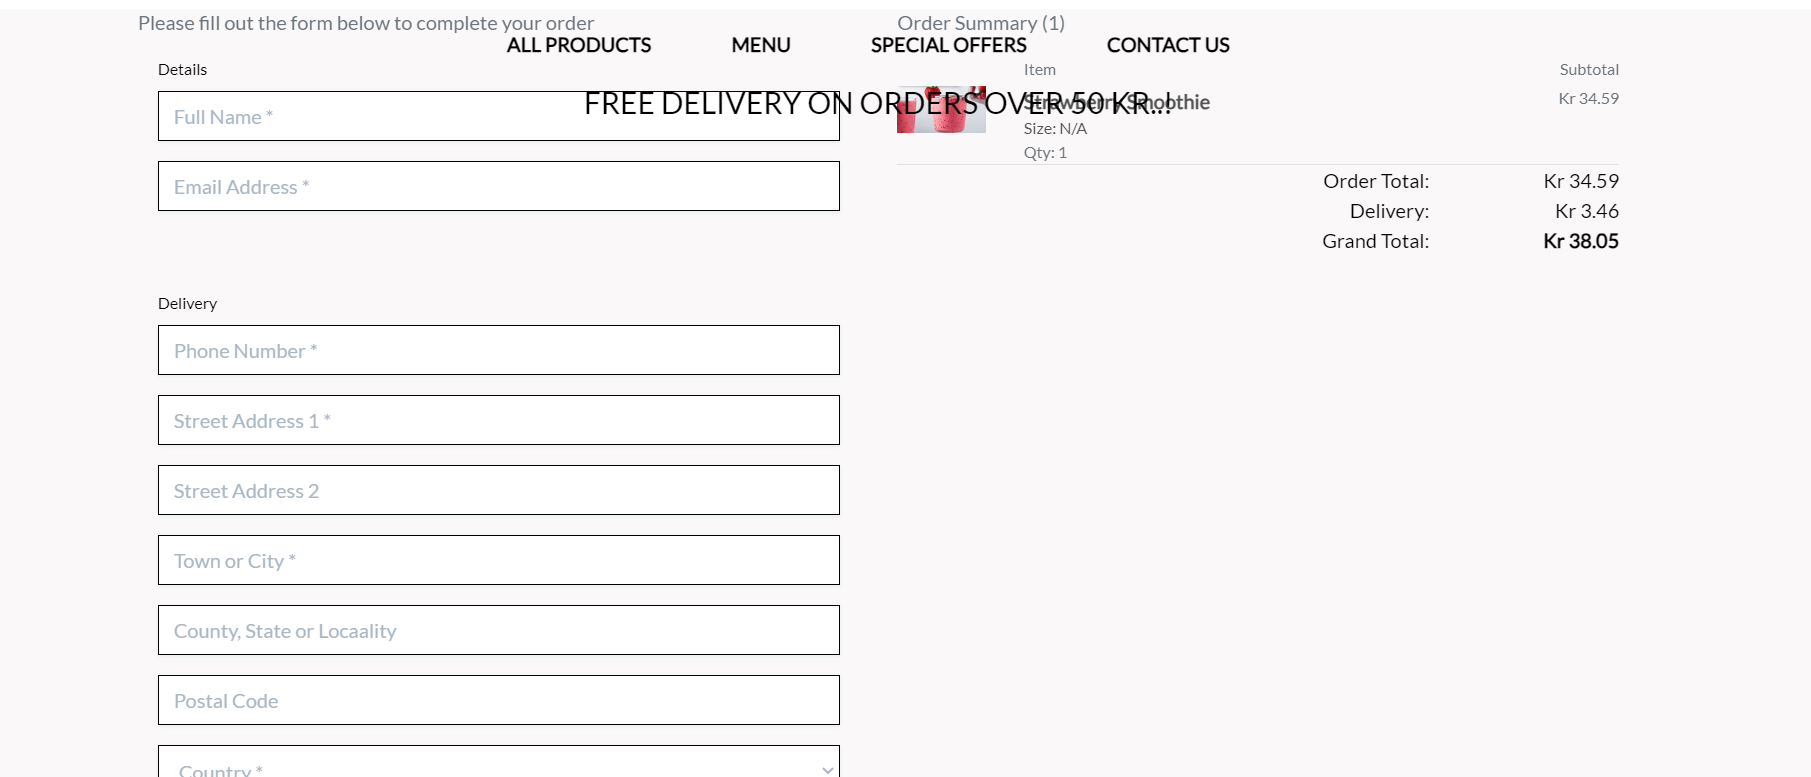 Please fill out the form below to complete your order
Order Summary (1)
ALL PRODUCTS
MENU
SPECIAL OFFERS
CONTACT US
Details
Item
Subtotal
FREE DELIVERY ON ORDERS OVER 50 KR..!
Full Name *
Strawberry Smoothie
Kr 34.59
Size: N/A
Qty: 1
Email Address *
Order Total:
Kr 34.59
Delivery:
Kr 3.46
Grand Total:
Kr 38.05
Delivery
Phone Number *
Street Address 1 *
Street Address 2
Town or City *
County, State or Locaality
Postal Code
Country *